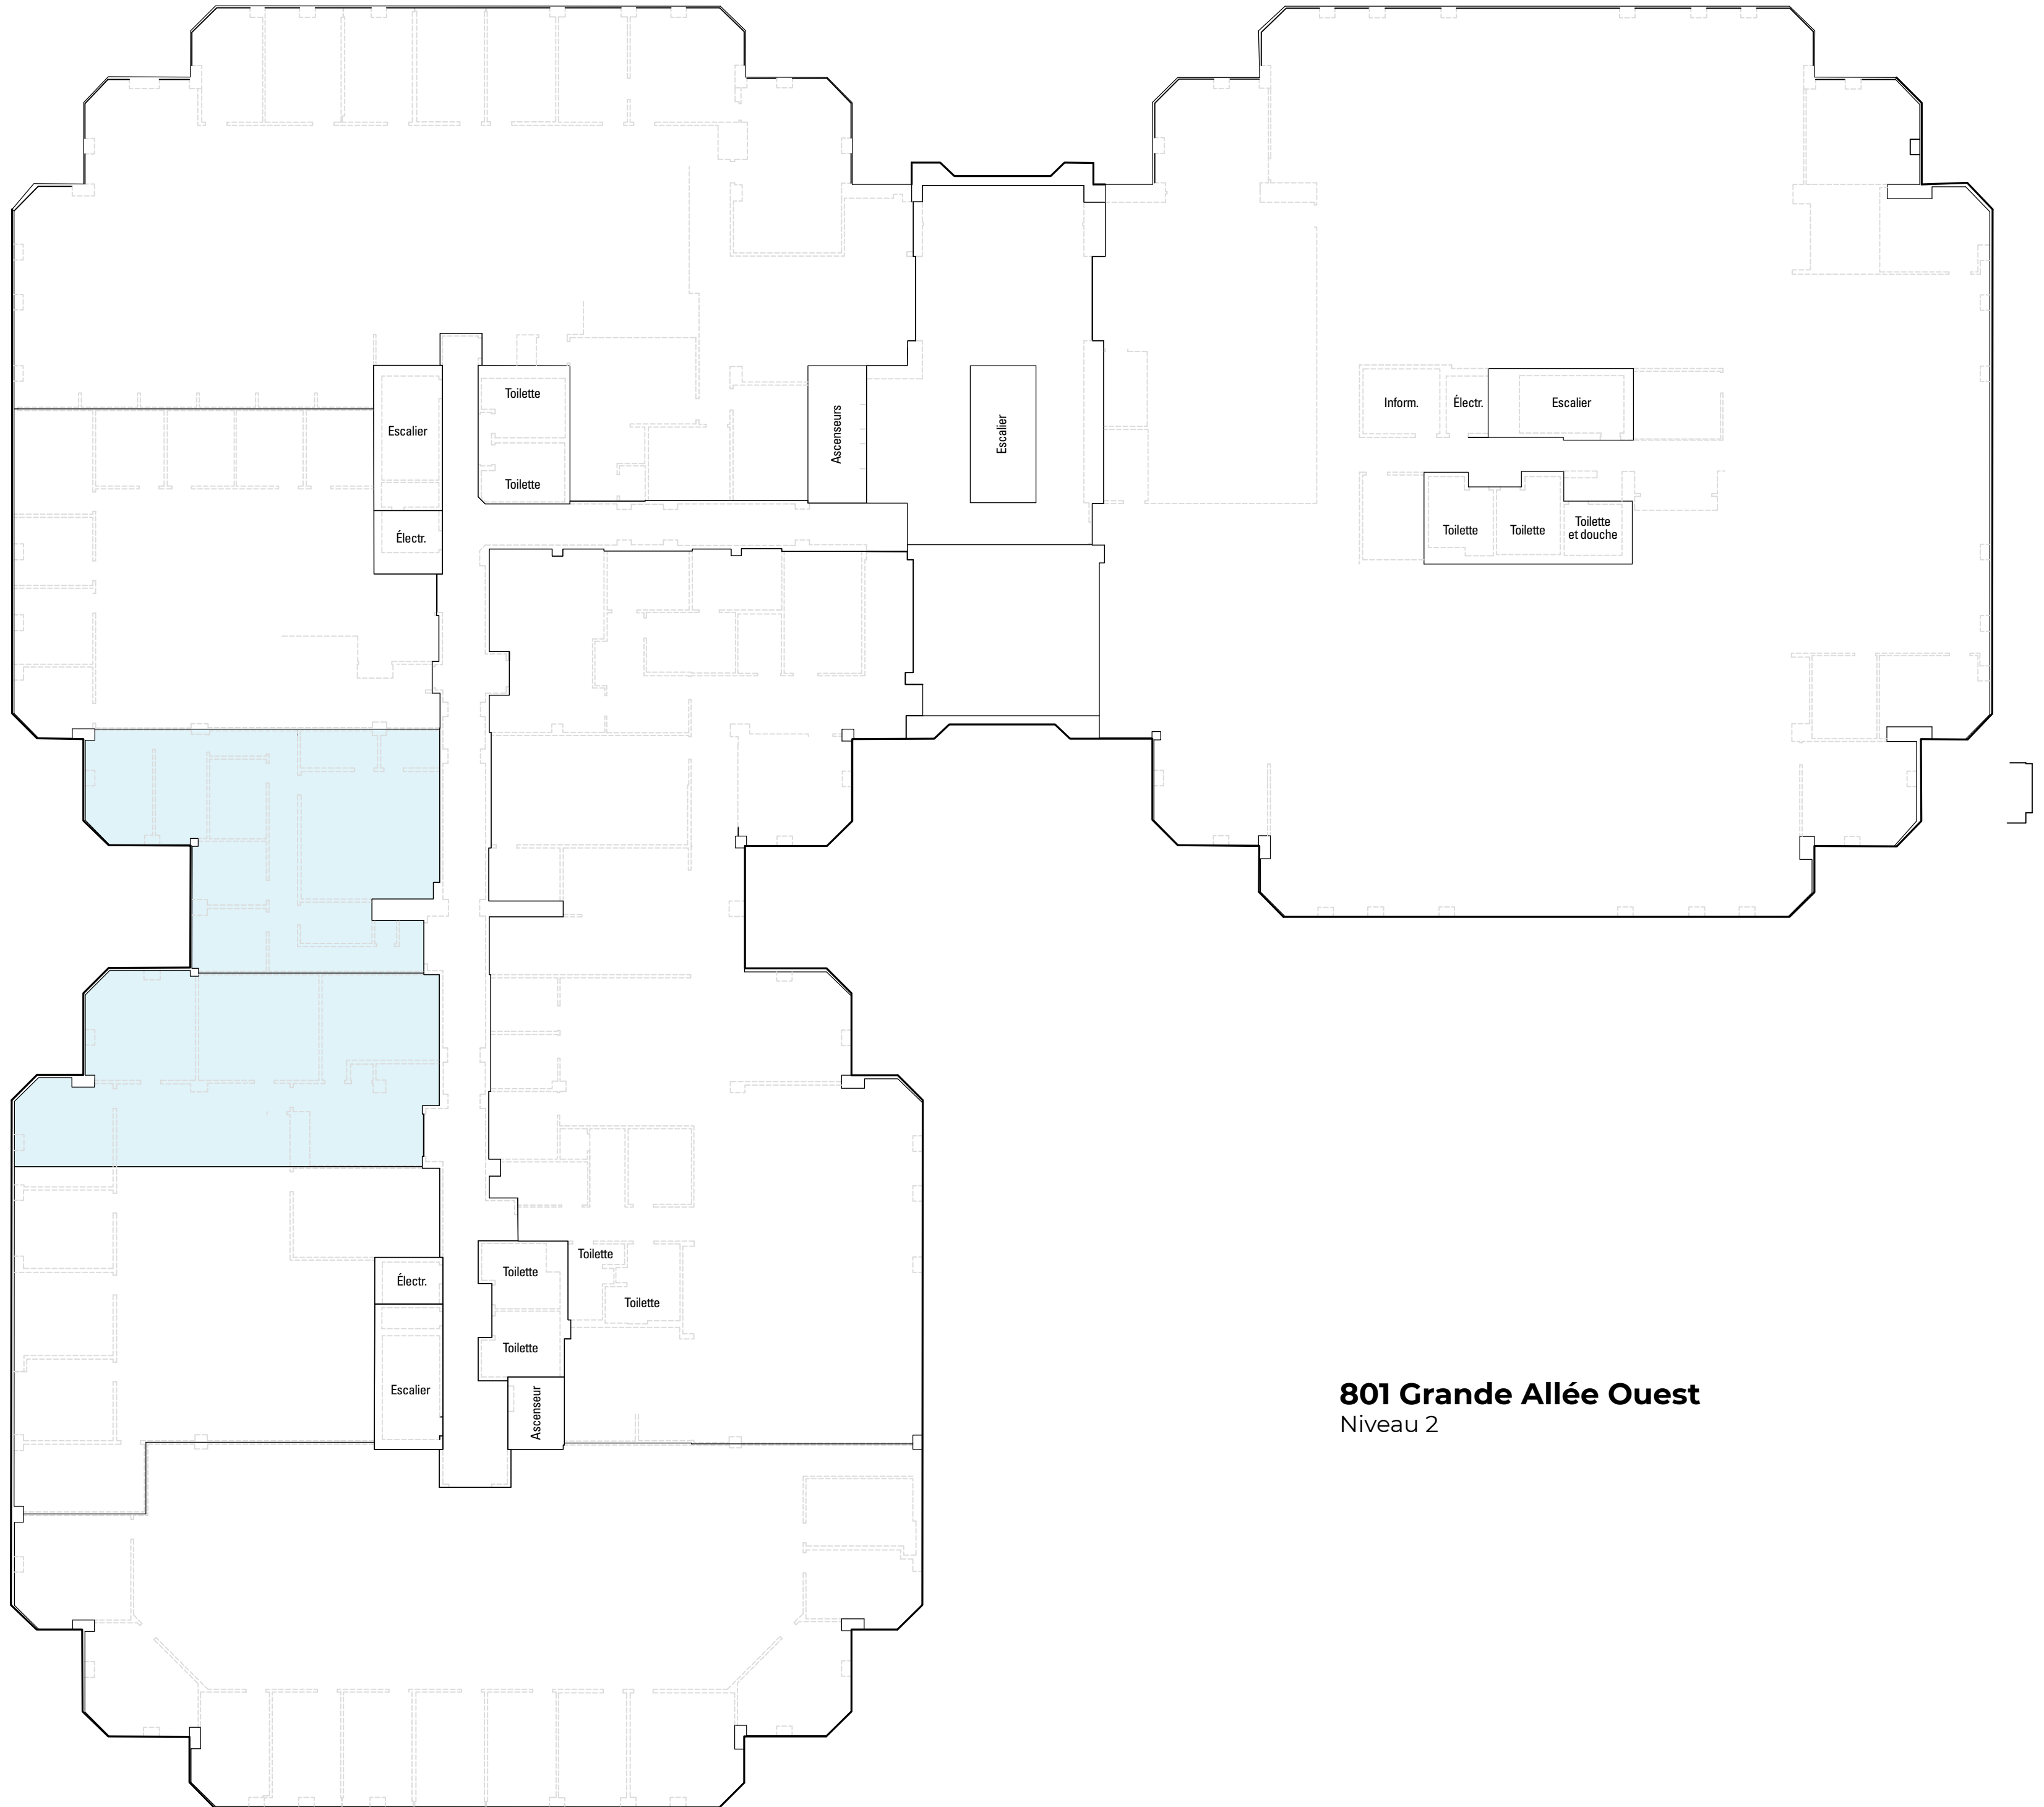 Toilette
Escalier
Ascenseurs
Escalier
Inform.
Électr.
Escalier
Toilette
Électr.
Toilette
Toilette
Toilette
et douche
Toilette
Électr.
Toilette
Toilette
Toilette
Escalier
Ascenseur
801 Grande Allée Ouest
Niveau 2